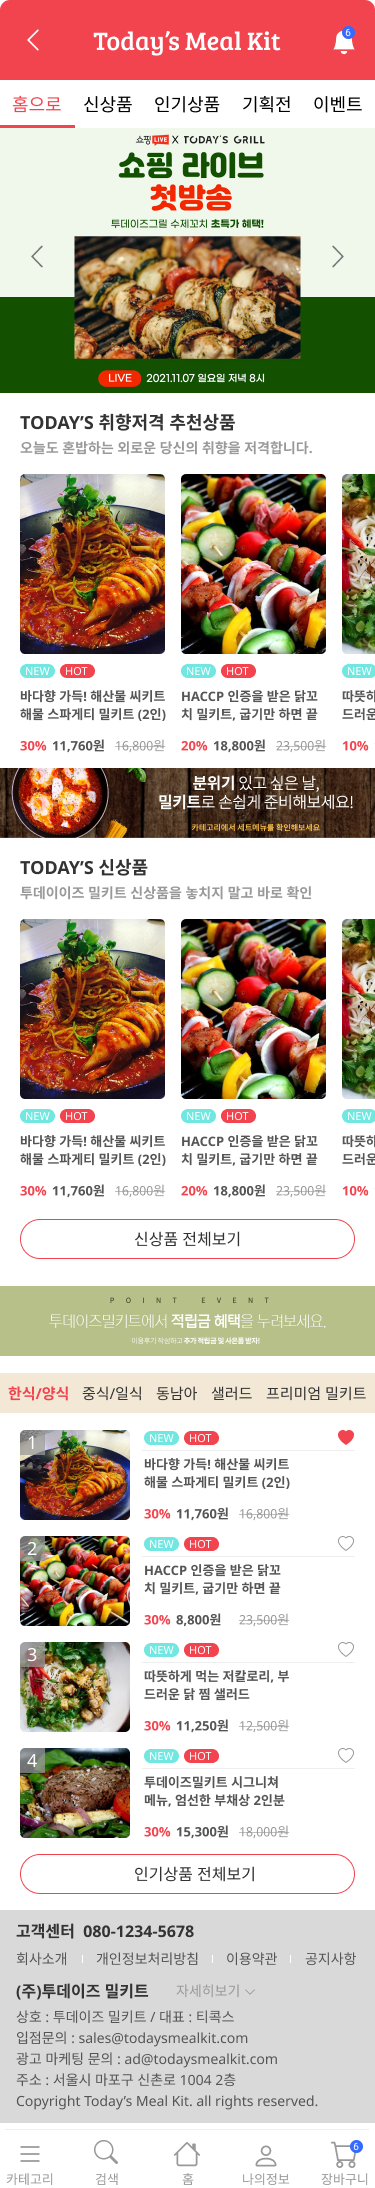 Today's Meal Kit
6
홈으로 신상품 인기상품 기획전 이벤트
쇼핑LIVE X TODAY'S GRILL
쇼핑 라이브
첫방송
투데이즈그릴 수제꼬치 초특가 혜택!
LIVE 2021.11.07 일요일 저녁 8시
TODAY'S 취향저격 추천상품
오늘도 혼밥하는 외로운 당신의 취향을 저격합니다.
NEW HOT
바다향 가득! 해산물 씨키트
해물 스파게티 밀키트 (2인)
30% 11,760원 16,800원
NEW HOT
HACCP 인증을 받은 닭꼬
치 밀키트, 굽기만 하면 끝
20% 18,800원 23,500원
NEW
따뜻하
드러운
10%
분위기 있고 싶은 날,
밀키트로 손쉽게 준비해보세요!
카테고리에서 세트메뉴를 확인해보세요
TODAY'S 신상품
투데이이즈 밀키트 신상품을 놓치지 말고 바로 확인
NEW HOT
바다향 가득! 해산물 씨키트
해물 스파게티 밀키트 (2인)
30% 11,760원 16,800원
NEW HOT
HACCP 인증을 받은 닭꼬
치 밀키트, 굽기만 하면 끝
20% 18,800원 23,500원
NEW
따뜻하
드러운
10%
신상품 전체보기
POINT EVENT
투데이즈밀키트에서 적립금 혜택을 누려보세요.
이용후기 작성하고 추가 적립금 및 사은품 받자!
한식/양식 중식/일식 동남아 샐러드 프리미엄 밀키트
1
NEW HOT
바다향 가득! 해산물 씨키트
해물 스파게티 밀키트 (2인)
30% 11,760원 16,800원
2
NEW HOT
HACCP 인증을 받은 닭꼬
치 밀키트, 굽기만 하면 끝
30% 8,800원 23,500원
3
NEW HOT
따뜻하게 먹는 저칼로리, 부
드러운 닭 찜 샐러드
30% 11,250원 12,500원
4
NEW HOT
투데이즈밀키트 시그니쳐
메뉴, 엄선한 부채상 2인분
30% 15,300원 18,000원
인기상품 전체보기
고객센터 080-1234-5678
회사소개 개인정보처리방침 이용약관 공지사항
(주)투데이즈 밀키트 자세히보기
상호 : 투데이즈 밀키트 / 대표 : 티콕스
입점문의 : sales@todaysmealkit.com
광고 마케팅 문의 : ad@todaysmealkit.com
주소 : 서울시 마포구 신촌로 1004 2층
Copyright Today's Meal Kit. all rights reserved.
6
카테고리 검색 홈 나의정보 장바구니